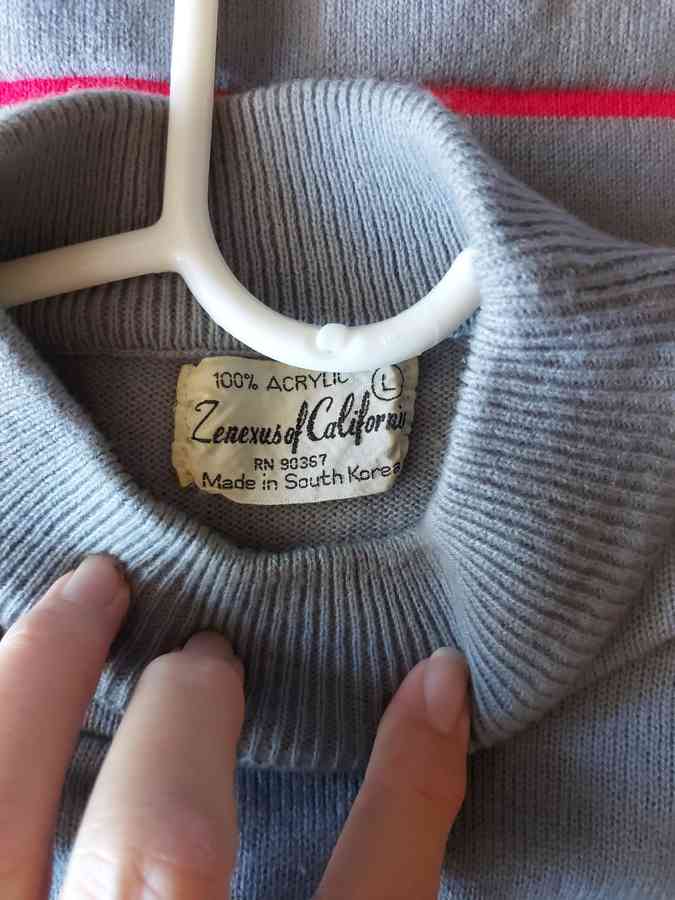 100% ACRYLIC L
Zenexus of California
RN 90367
Made in South Korea